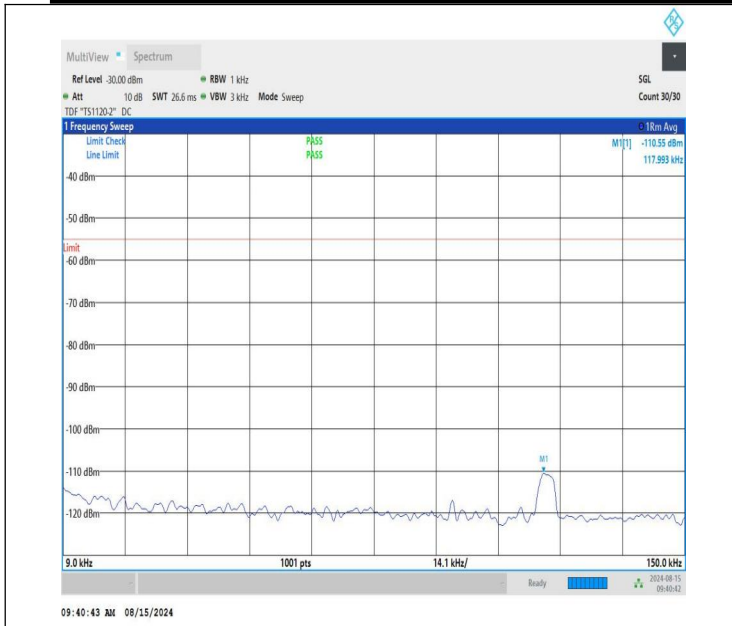 MultiView Spectrum
Ref Level -30.00 dBm RBW 1 kHz SGL
Att 10 dB SWT 26.6 ms VBW 3 kHz Mode Sweep Count 30/30
TDF "TS1120-2" DC
1 Frequency Sweep 1Rm Avg
Limit Check PASS M1[1] -110.55 dBm
Line Limit PASS 117.993 kHz
-40 dBm
-50 dBm
Limit
-60 dBm
-70 dBm
-80 dBm
-90 dBm
-100 dBm
M1
-110 dBm
-120 dBm
9.0 kHz 1001 pts 14.1 kHz/ 150.0 kHz
Ready 2024-08-15
09:40:42
09:40:43 AM 08/15/2024